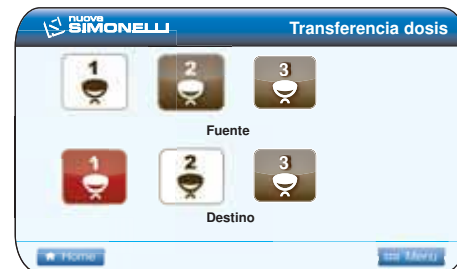 nuova
SIMONELLI
Transferencia dosis
1 2 3
Fuente
1 2 3
Destino
Home Menu